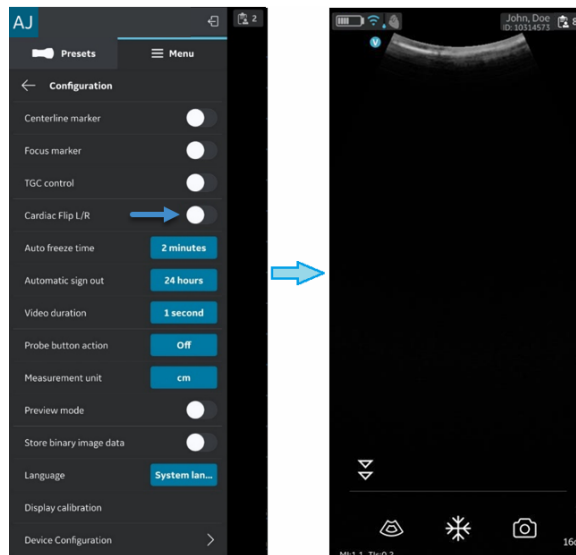 AJ
2
Presets
Menu
Configuration
Centerline marker
Focus marker
TGC control
Cardiac Flip L/R
Auto freeze time 2 minutes
Automatic sign out 24 hours
Video duration 1 second
Probe button action Off
Measurement unit cm
Preview mode
Store binary image data
Language System lan...
Display calibration
Device Configuration
John, Doe
ID: 10314573
8
V
16c